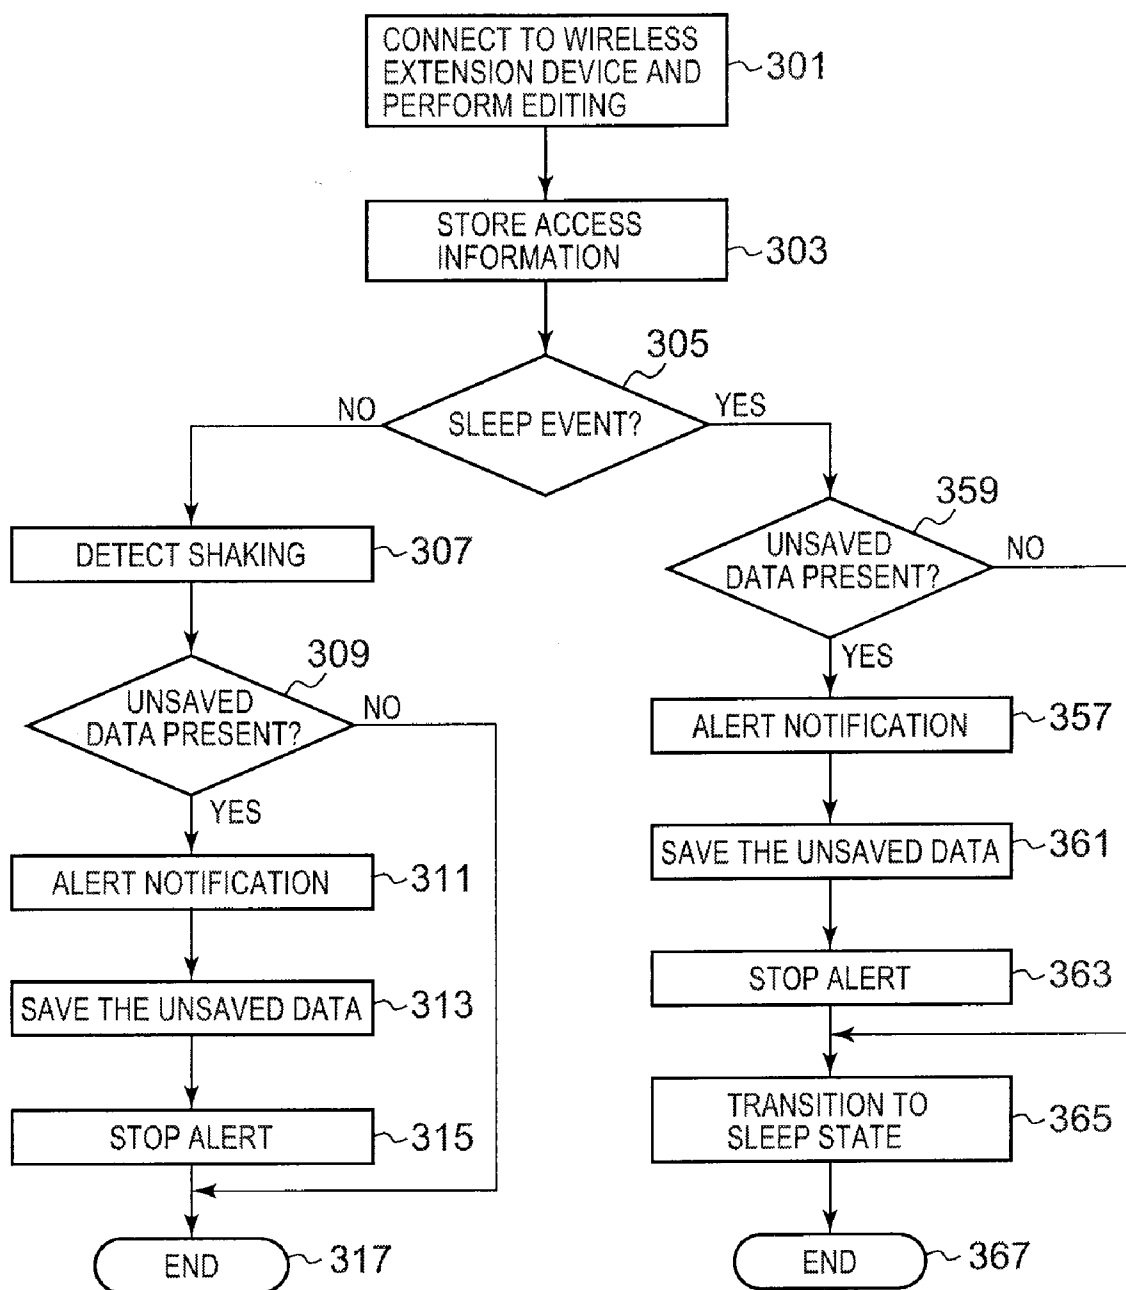 CONNECT TO WIRELESS
EXTENSION DEVICE AND
PERFORM EDITING
301
STORE ACCESS
INFORMATION
303
305
SLEEP EVENT?
NO
YES
DETECT SHAKING
307
309
UNSAVED
DATA PRESENT?
NO
YES
ALERT NOTIFICATION
311
SAVE THE UNSAVED DATA
313
STOP ALERT
315
END
317
359
UNSAVED
DATA PRESENT?
NO
YES
ALERT NOTIFICATION
357
SAVE THE UNSAVED DATA
361
STOP ALERT
363
TRANSITION TO
SLEEP STATE
365
END
367